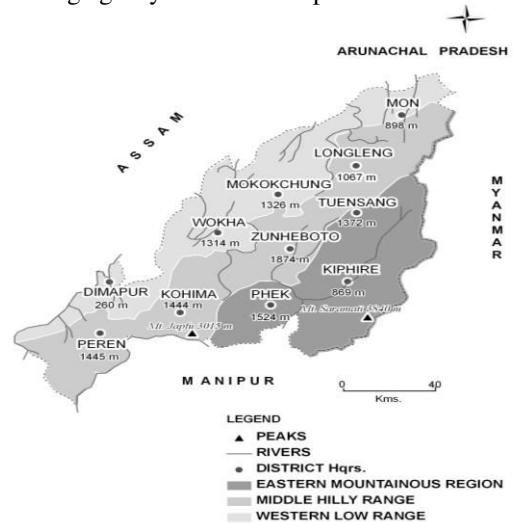 ARUNACHAL PRADESH
ASSAM
MYANMAR
MON
898 m
LONGLENG
1067 m
MOKOKCHUNG
1326 m
TUENSANG
1372 m
WOKHA
1314 m
ZUNHEBOTO
1874 m
KIPHIRE
869 m
DIMAPUR
260 m
KOHIMA
1444 m
PHEK
1524 m
Mt. Saramati 3840 m
Mt. Japfu 3015 m
PEREN
1445 m
MANIPUR
0 40
Kms.
LEGEND
PEAKS
RIVERS
DISTRICT Hqrs.
EASTERN MOUNTAINOUS REGION
MIDDLE HILLY RANGE
WESTERN LOW RANGE